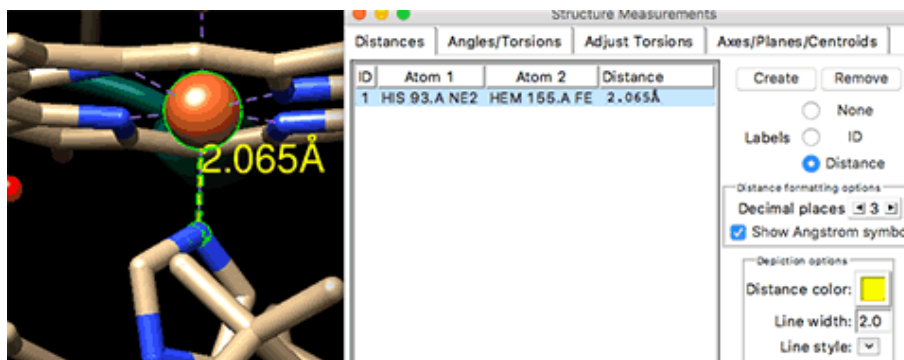 2.065Å
Structure Measurements
Distances
Angles/Torsions
Adjust Torsions
Axes/Planes/Centroids
ID Atom 1 Atom 2 Distance
1 HIS 93.A NE2 HEM 155.A FE 2.065Å
Create Remove
None
Labels ID
Distance
Distance formatting options
Decimal places 3
Show Angstrom symbo
Depiction options
Distance color:
Line width: 2.0
Line style: